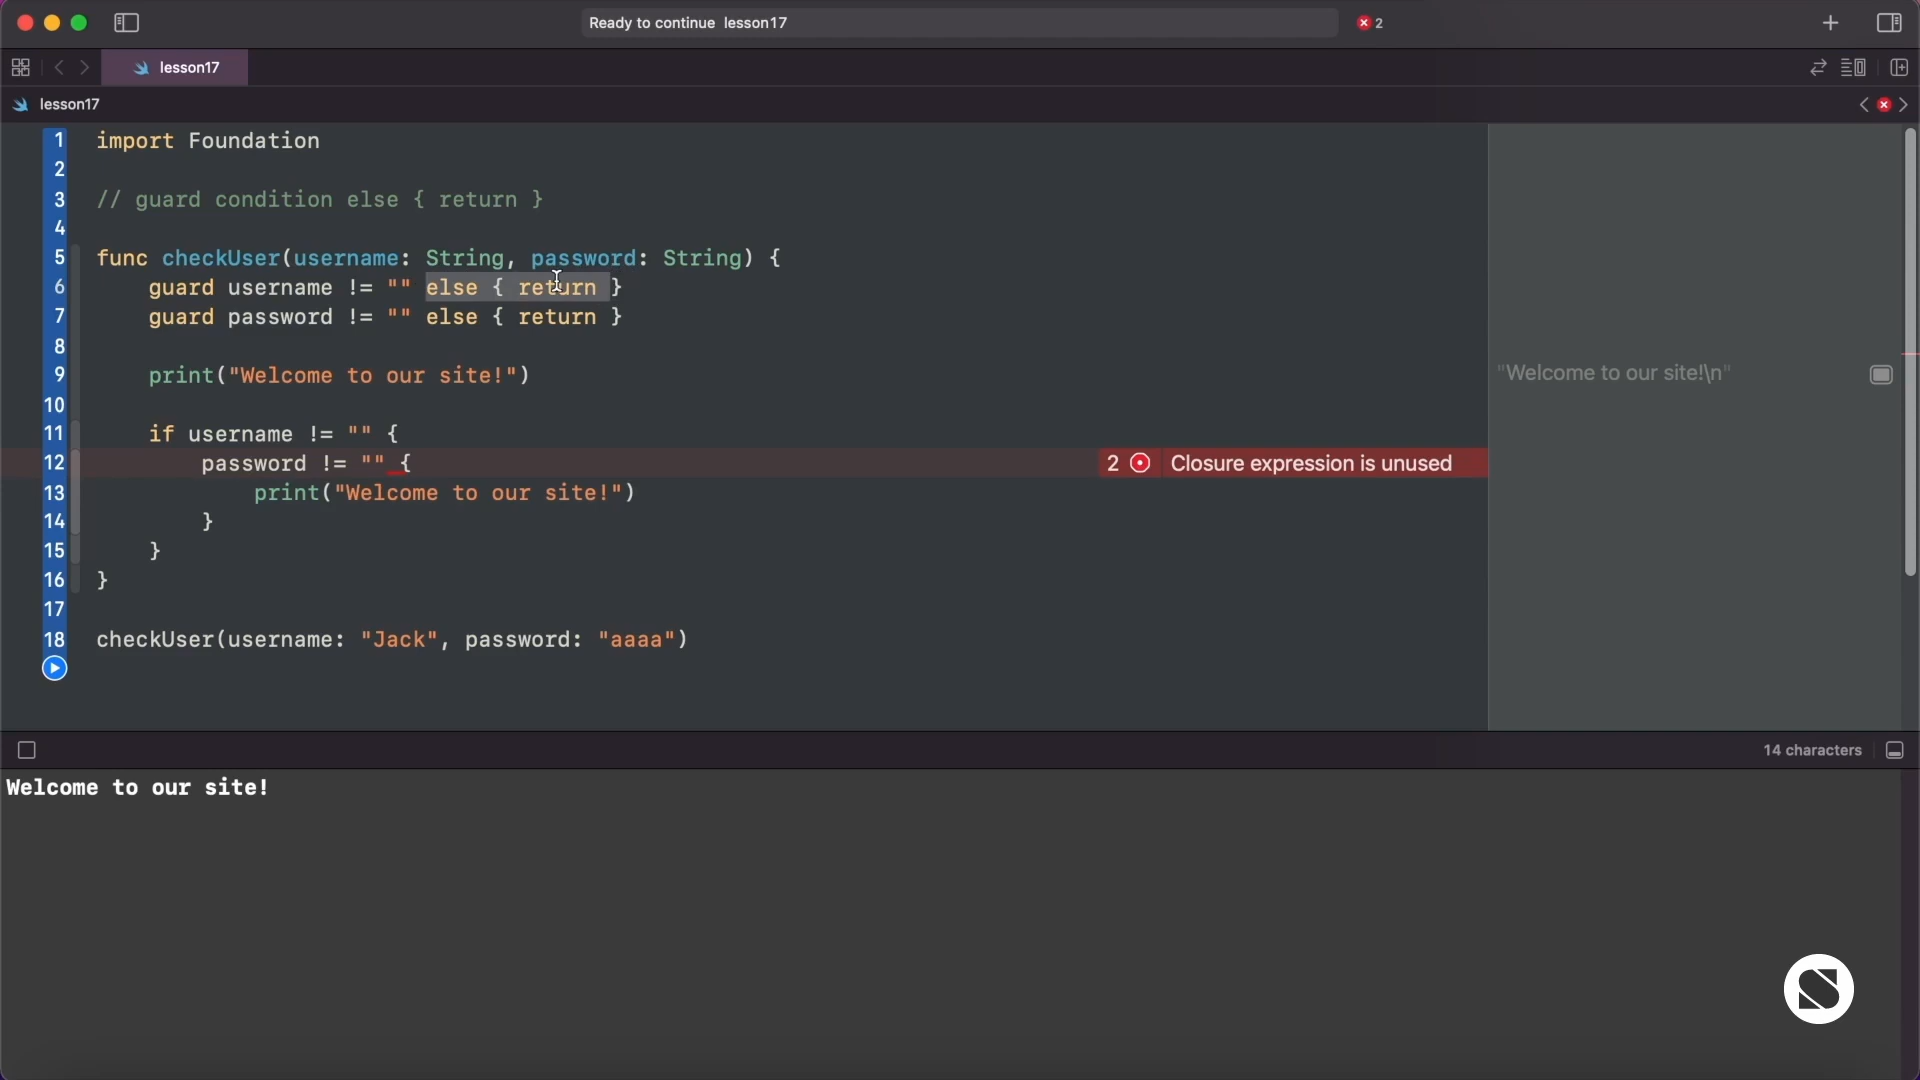 Ready to continue lesson17
2
lesson17
lesson17
1 import Foundation
2
3 // guard condition else { return }
4
5 func checkUser(username: String, password: String) {
6 guard username != "" else { return }
7 guard password != "" else { return }
8
9 print("Welcome to our site!")
"Welcome to our site!\n"
10
11 if username != "" {
12 password != "" {
2 Closure expression is unused
13 print("Welcome to our site!")
14 }
15 }
16 }
17
18 checkUser(username: "Jack", password: "aaaa")
14 characters
Welcome to our site!